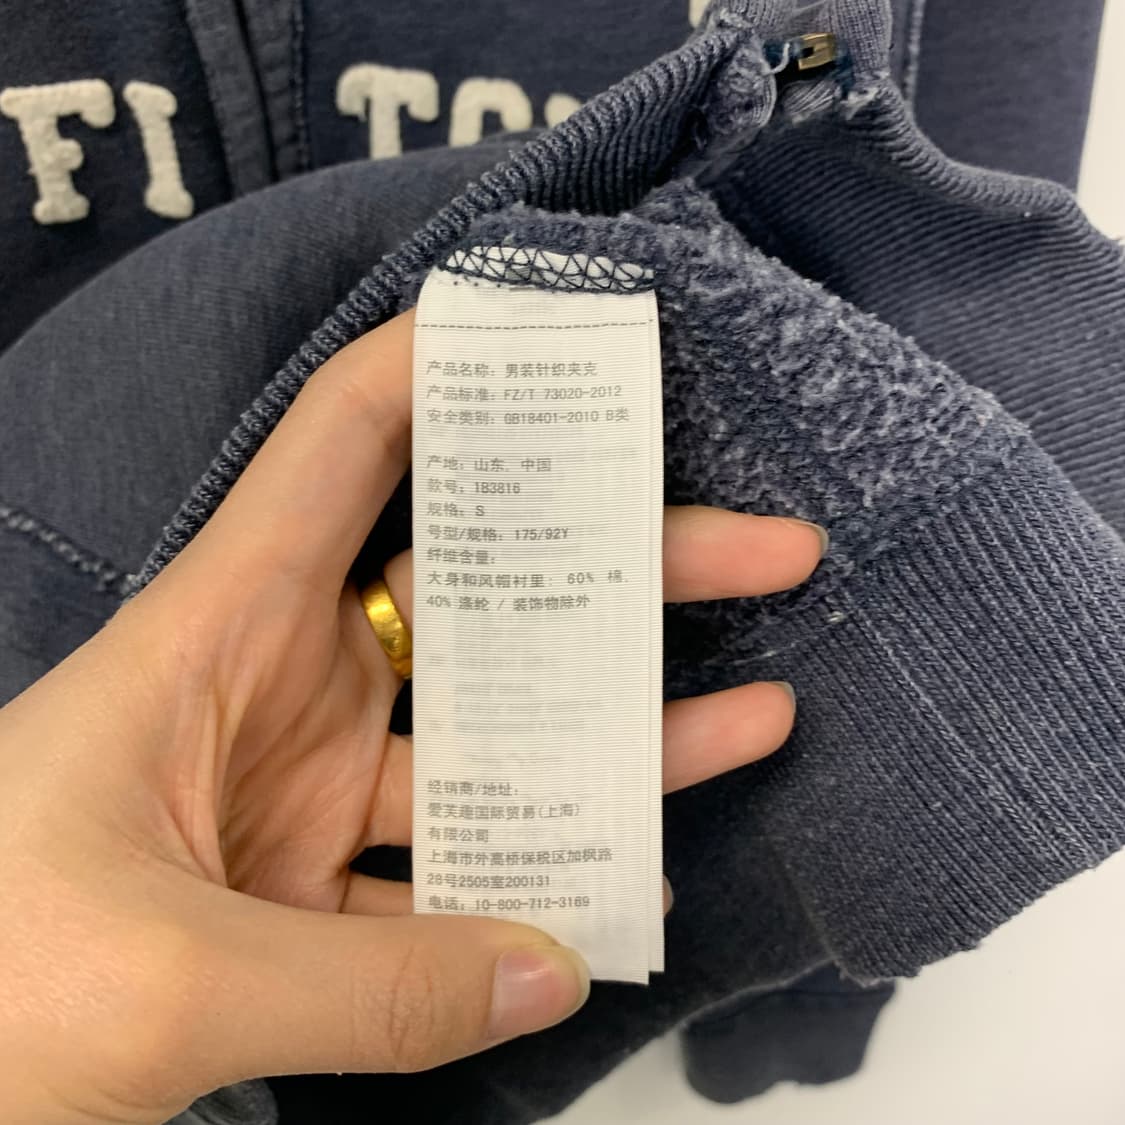 FI
产品名称：男装针织夹克
产品标准：FZ/T 73020-2012
安全类别：GB18401-2010 B类
产地：山东，中国
款号：1B3816
规格：S
号型/规格：175/92Y
纤维含量：
大身和风帽衬里： 60% 棉，
40% 涤纶 / 装饰物除外
经销商/地址：
爱芙趣国际贸易(上海)
有限公司
上海市外高桥保税区加枫路
28号2505室200131
电话：10-800-712-3169